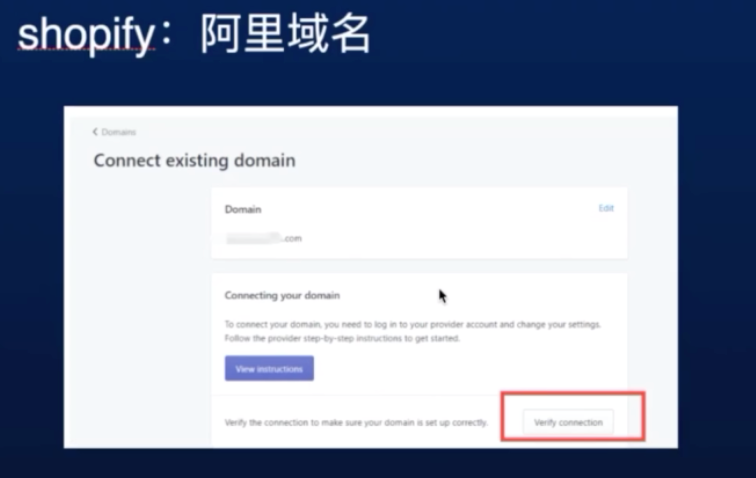 shopify：阿里域名
Domains
Connect existing domain
Domain
Edit
.com
Connecting your domain
To connect your domain, you need to log in to your provider account and change your settings.
Follow the provider step-by-step instructions to get started.
View instructions
Verify the connection to make sure your domain is set up correctly.
Verify connection